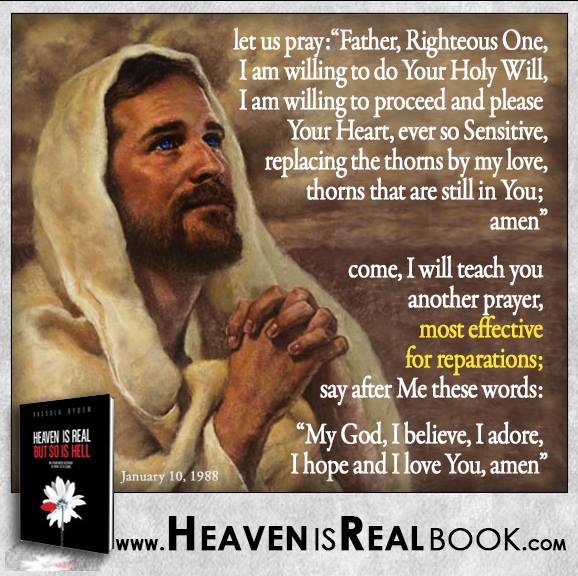 let us pray:“Father, Righteous One,
I am willing to do Your Holy Will,
I am willing to proceed and please
Your Heart, ever so Sensitive,
replacing the thorns by my love,
thorns that are still in You;
amen”
come, I will teach you
another prayer,
most effective
for reparations;
say after Me these words:
“My God, I believe, I adore,
I hope and I love You, amen”
January 10, 1988
VASSULA RYDEN
HEAVEN IS REAL
BUT SO IS HELL
www.HEAVENISREALBOOK.COM